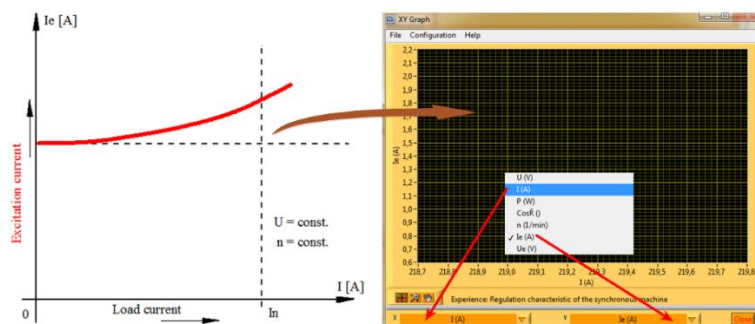 Ie [A]
Excitation current
U = const.
n = const.
I [A]
0
Load current
In
XY Graph
File Configuration Help
2,2
2,1
2,0
1,9
1,8
1,7
1,6
1,5
1,4
1,3
1,2
1,1
1,0
0,9
0,8
0,7
0,6
Ie (A)
U (V)
I (A)
P (W)
CosR ()
n (1/min)
✓ Ie (A)
Ue (V)
218,7 218,8 218,9 219,0 219,1 219,2 219,3 219,4 219,5 219,6 219,7 219,8
I (A)
Experience: Regulation characteristic of the synchronous machine
X I (A) Y Ie (A)